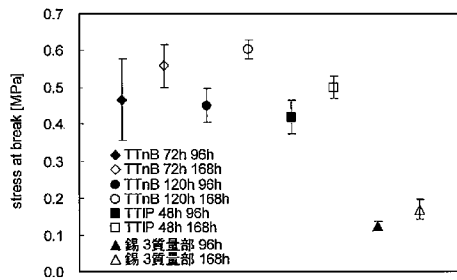 0.7
0.6
0.5
0.4
0.3
0.2
0.1
0.0
stress at break [MPa]
◆ TTnB 72h 96h
◇ TTnB 72h 168h
● TTnB 120h 96h
○ TTnB 120h 168h
■ TTIP 48h 96h
□ TTIP 48h 168h
▲ 錫 3質量部 96h
△ 錫 3質量部 168h